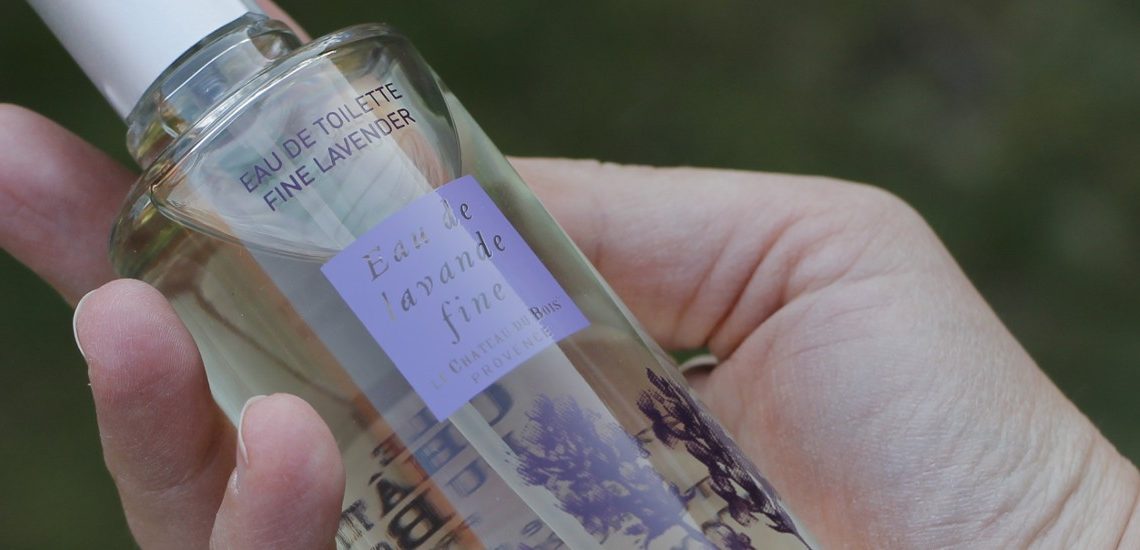 EAU DE TOILETTE
FINE LAVENDER
Eau de
lavande
fine
LE CHATEAU DU BOIS
PROVENCE